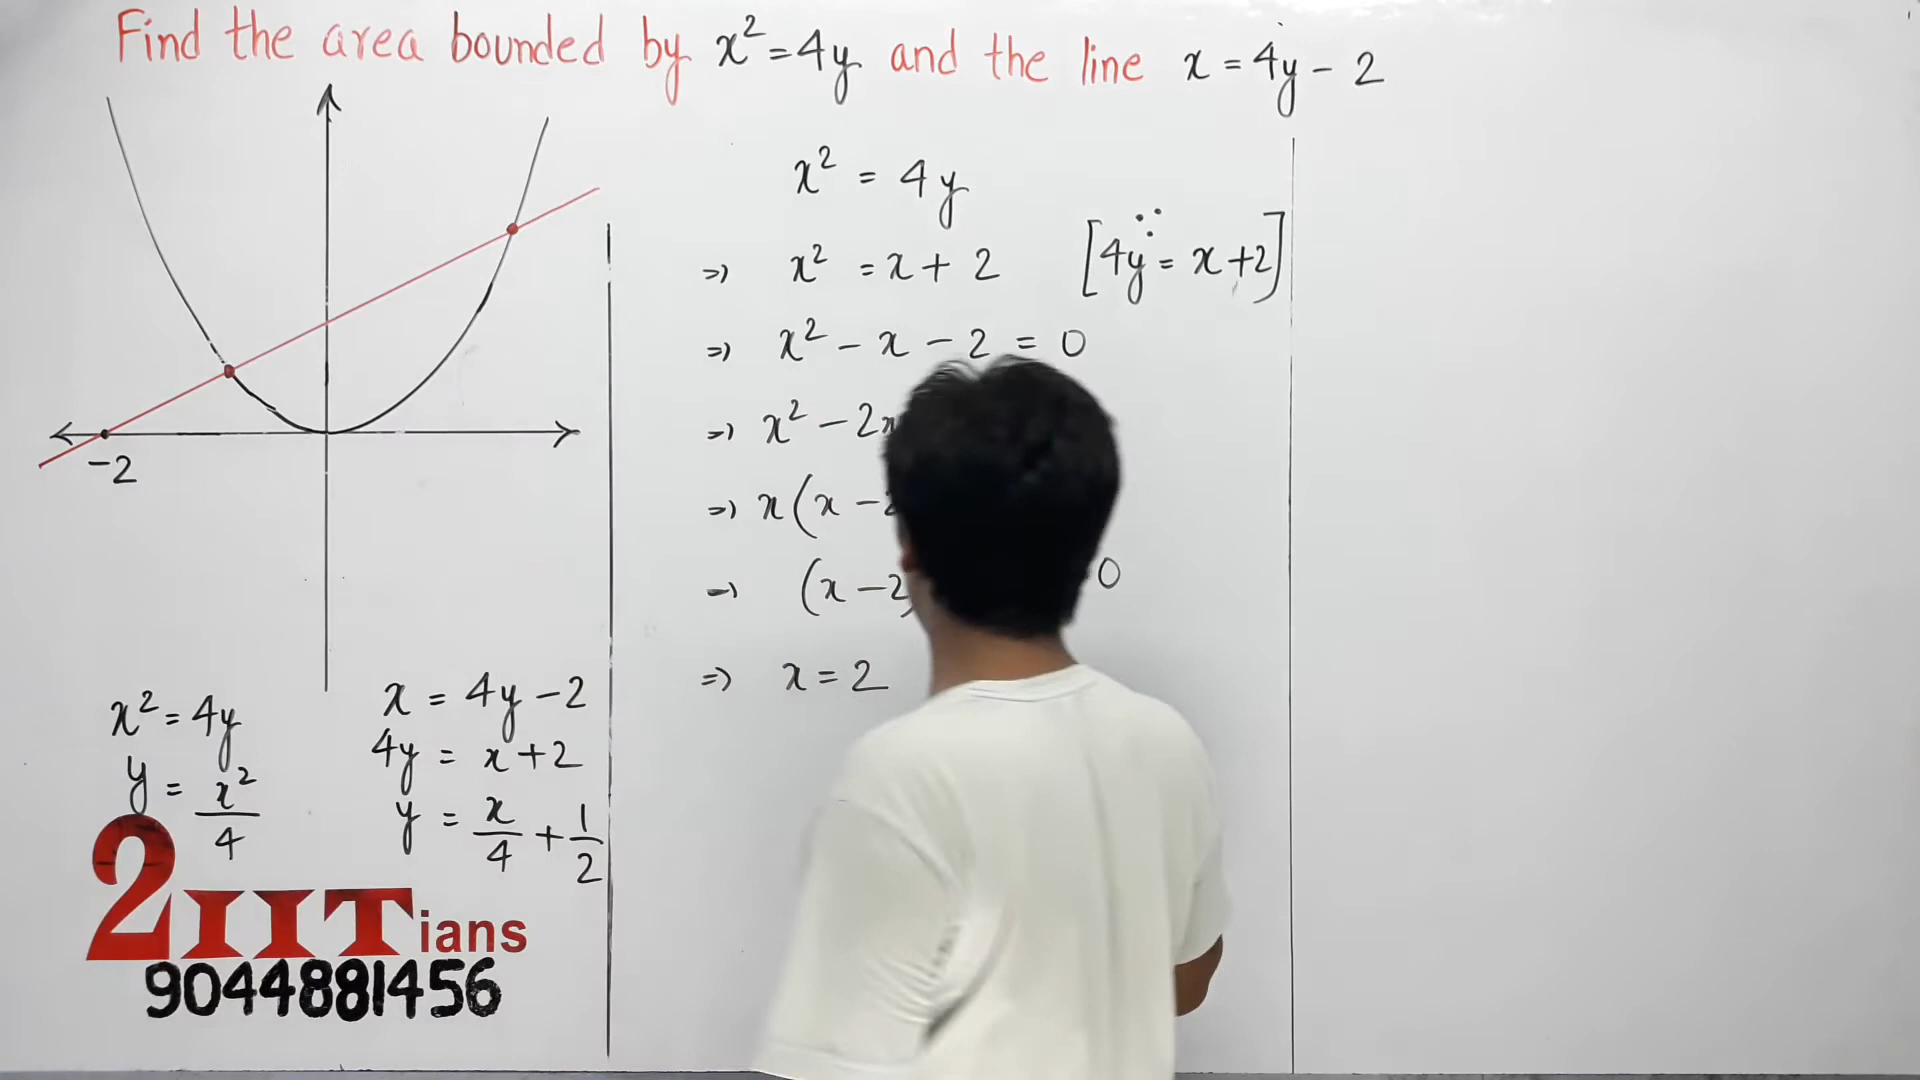 Find the area bounded by x² = 4y and the line x = 4y - 2
-2
x² = 4y
y = x²/4
x = 4y - 2
4y = x + 2
y = x/4 + 1/2
2IITians
9044881456
x² = 4y
⇒ x² = x + 2 [∵ 4y = x + 2]
⇒ x² - x - 2 = 0
⇒ x² - 2x
⇒ x(x - 2
⇒ (x - 2) 0
⇒ x = 2